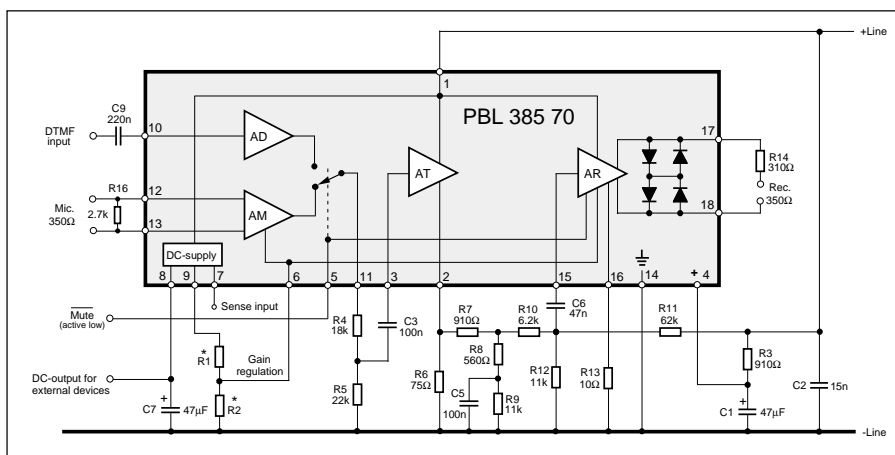 +Line
1
PBL 385 70
C9
220n
DTMF
input
10
AD
17
R14
310Ω
AT
AR
R16
12
Mic.
350Ω
2.7k
13
AM
Rec.
350Ω
18
DC-supply
8
9
7
6
5
11
3
2
15
16
14
+ 4
Sense input
Mute
(active low)
R4
18k
C3
100n
R7
910Ω
R10
6.2k
C6
47n
R11
62k
*
R1
Gain
regulation
R8
560Ω
R3
910Ω
DC-output for
external devices
R5
22k
R6
75Ω
C5
100n
R9
11k
R12
11k
R13
10Ω
C2
15n
+
C7
47µF
*
R2
+
C1
47µF
-Line